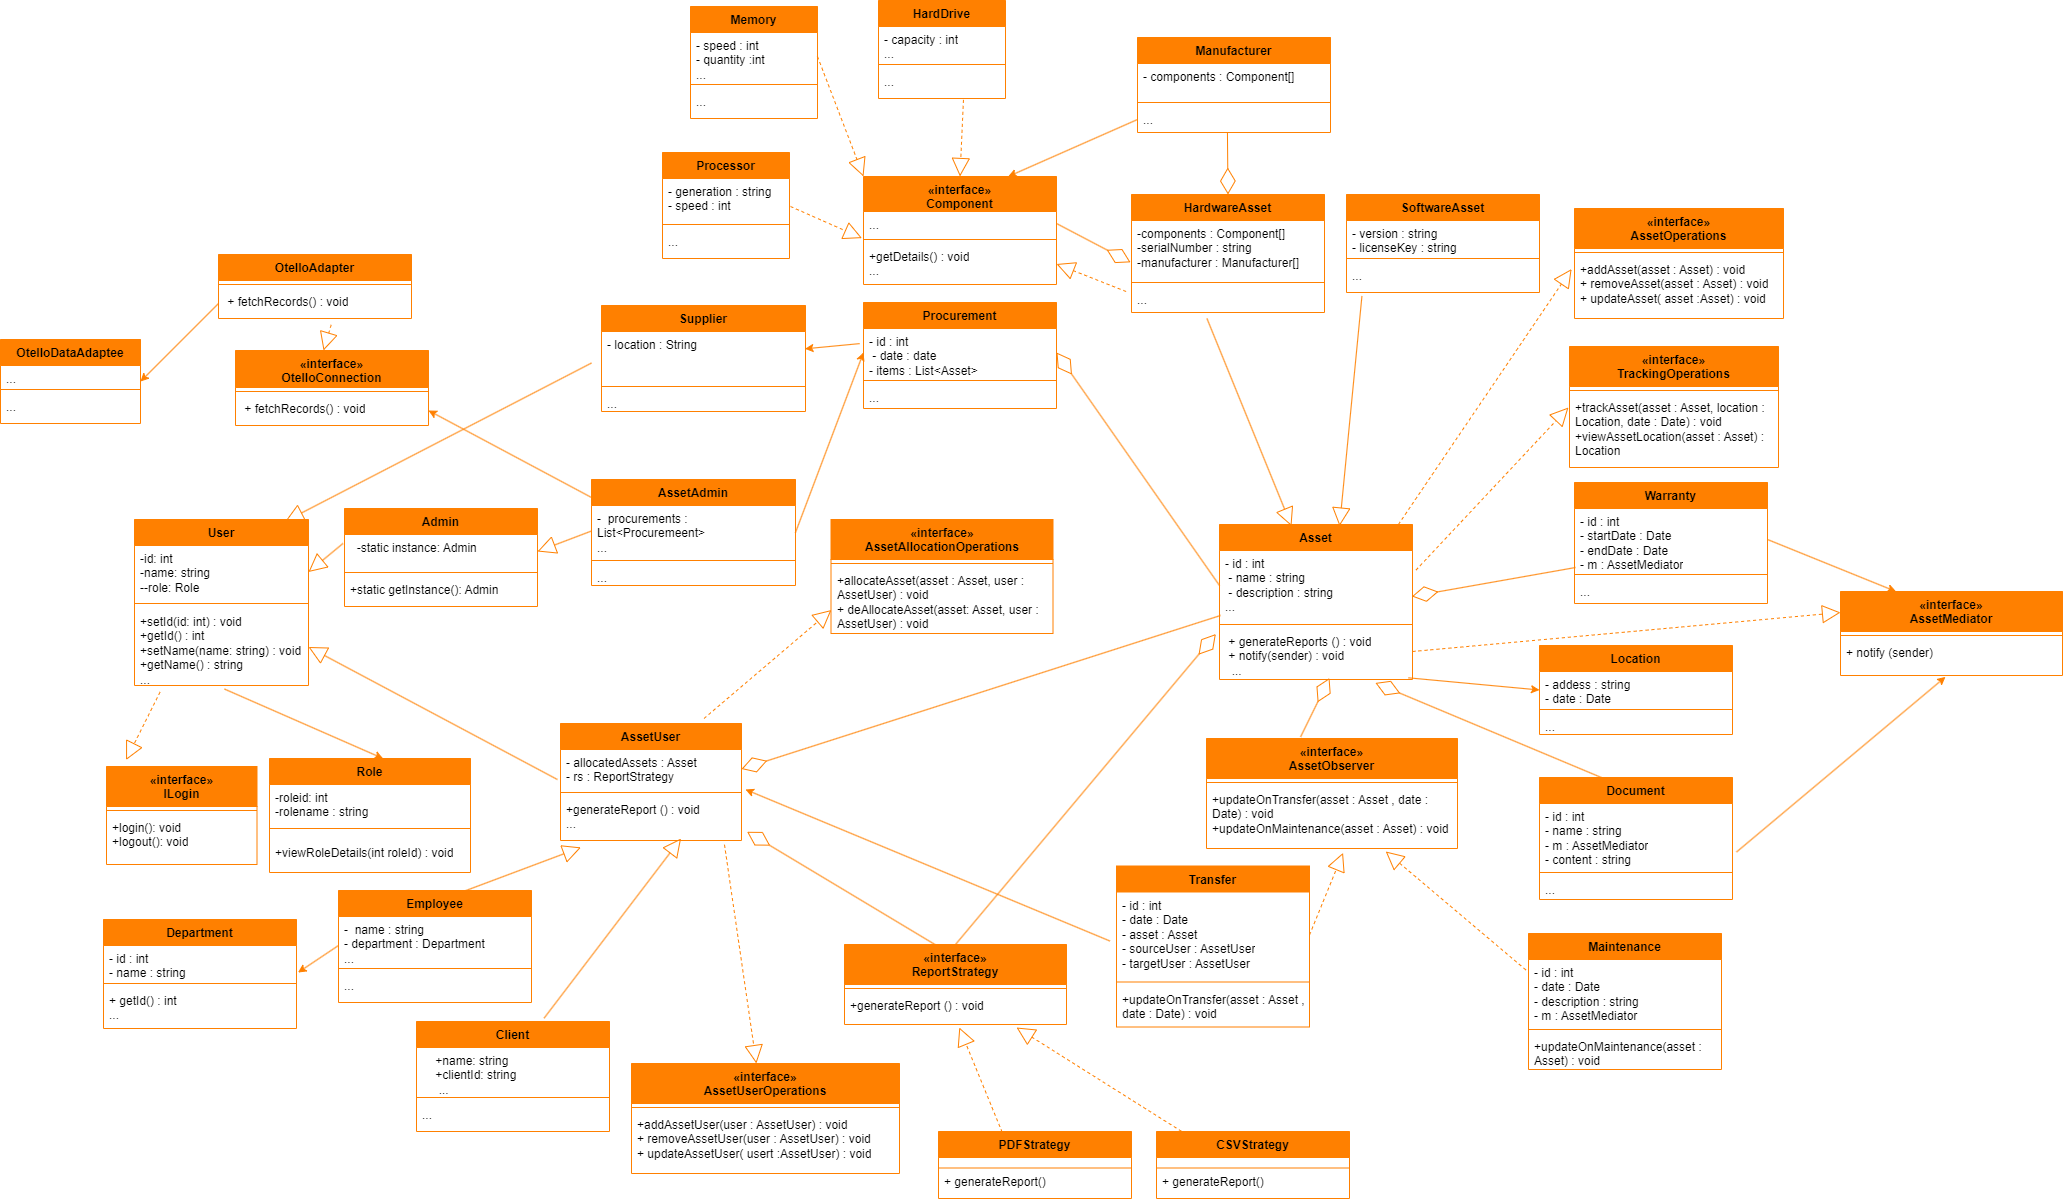 Memory
- speed : int
- quantity :int
...
...
HardDrive
- capacity : int
...
...
Manufacturer
- components : Component[]
...
Processor
- generation : string
- speed : int
...
«interface»
Component
...
+getDetails() : void
...
HardwareAsset
-components : Component[]
-serialNumber : string
-manufacturer : Manufacturer[]
...
SoftwareAsset
- version : string
- licenseKey : string
...
«interface»
AssetOperations
+addAsset(asset : Asset) : void
+ removeAsset(asset : Asset) : void
+ updateAsset( asset :Asset) : void
OtelloAdapter
+ fetchRecords() : void
OtelloDataAdaptee
...
...
«interface»
OtelloConnection
+ fetchRecords() : void
Supplier
- location : String
...
Procurement
- id : int
- date : date
- items : List<Asset>
...
«interface»
TrackingOperations
+trackAsset(asset : Asset, location :
Location, date : Date) : void
+viewAssetLocation(asset : Asset) :
Location
User
-id: int
-name: string
--role: Role
+setId(id: int) : void
+getId() : int
+setName(name: string) : void
+getName() : string
...
Admin
-static instance: Admin
+static getInstance(): Admin
AssetAdmin
- procurements :
List<Procuremeent>
...
...
«interface»
AssetAllocationOperations
+allocateAsset(asset : Asset, user :
AssetUser) : void
+ deAllocateAsset(asset: Asset, user :
AssetUser) : void
Asset
- id : int
- name : string
- description : string
...
+ generateReports () : void
+ notify(sender) : void
...
Warranty
- id : int
- startDate : Date
- endDate : Date
- m : AssetMediator
...
«interface»
AssetMediator
+ notify (sender)
Location
- addess : string
- date : Date
...
«interface»
ILogin
+login(): void
+logout(): void
Role
-roleid: int
-rolename : string
+viewRoleDetails(int roleId) : void
AssetUser
- allocatedAssets : Asset
- rs : ReportStrategy
+generateReport () : void
...
«interface»
AssetObserver
+updateOnTransfer(asset : Asset , date :
Date) : void
+updateOnMaintenance(asset : Asset) : void
Document
- id : int
- name : string
- m : AssetMediator
- content : string
...
Department
- id : int
- name : string
+ getId() : int
...
Employee
- name : string
- department : Department
...
...
Client
+name: string
+clientId: string
...
...
«interface»
AssetUserOperations
+addAssetUser(user : AssetUser) : void
+ removeAssetUser(user : AssetUser) : void
+ updateAssetUser( usert :AssetUser) : void
«interface»
ReportStrategy
+generateReport () : void
Transfer
- id : int
- date : Date
- asset : Asset
- sourceUser : AssetUser
- targetUser : AssetUser
+updateOnTransfer(asset : Asset ,
date : Date) : void
Maintenance
- id : int
- date : Date
- description : string
- m : AssetMediator
+updateOnMaintenance(asset :
Asset) : void
PDFStrategy
+ generateReport()
CSVStrategy
+ generateReport()